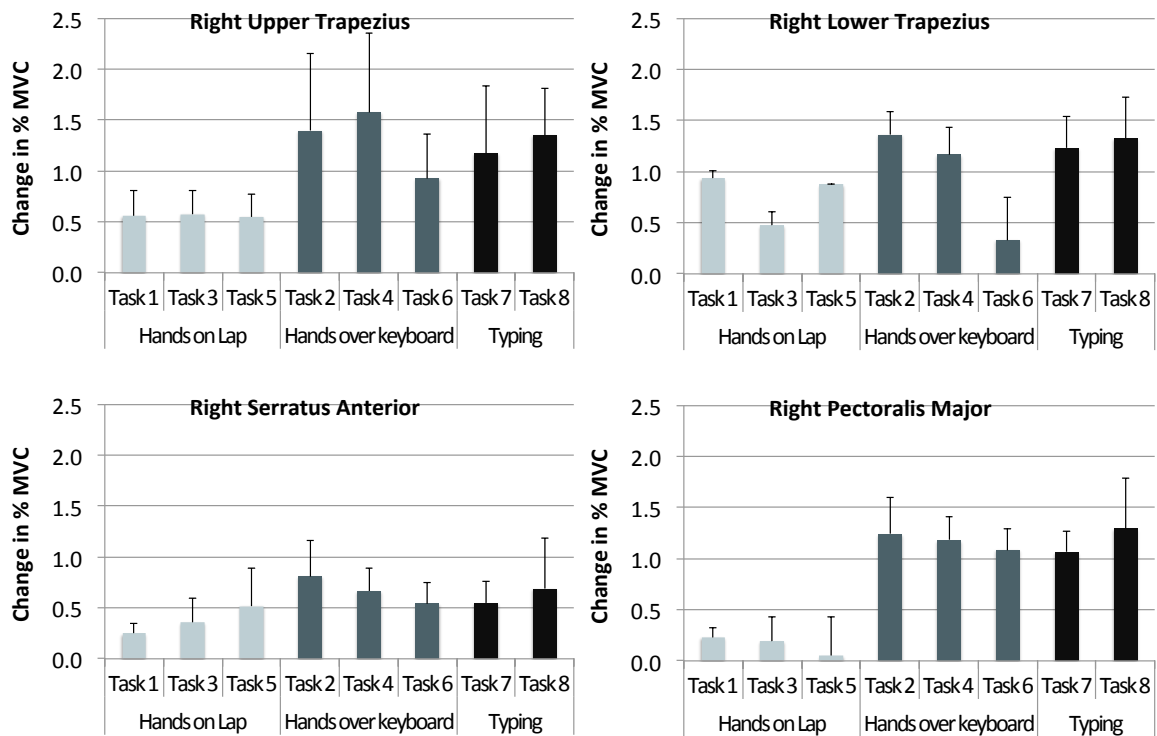 Right Upper Trapezius
Change in % MVC
2.5
2.0
1.5
1.0
0.5
0.0
Task 1 Task 3 Task 5 Task 2 Task 4 Task 6 Task 7 Task 8
Hands on Lap Hands over keyboard Typing
Right Lower Trapezius
Change in % MVC
2.5
2.0
1.5
1.0
0.5
0.0
Task 1 Task 3 Task 5 Task 2 Task 4 Task 6 Task 7 Task 8
Hands on Lap Hands over keyboard Typing
Right Serratus Anterior
Change in % MVC
2.5
2.0
1.5
1.0
0.5
0.0
Task 1 Task 3 Task 5 Task 2 Task 4 Task 6 Task 7 Task 8
Hands on Lap Hands over keyboard Typing
Right Pectoralis Major
Change in % MVC
2.5
2.0
1.5
1.0
0.5
0.0
Task 1 Task 3 Task 5 Task 2 Task 4 Task 6 Task 7 Task 8
Hands on Lap Hands over keyboard Typing